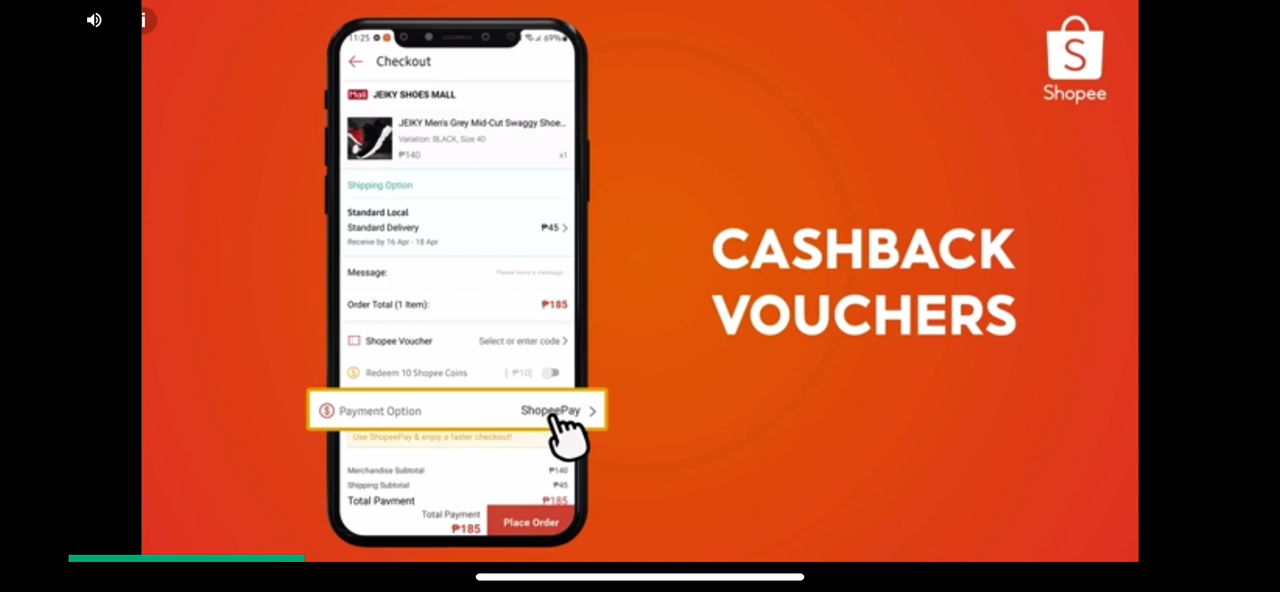 11:25
69%
Checkout
Mall JEIKY SHOES MALL
JEIKY Men's Grey Mid-Cut Swaggy Shoe...
Variation: BLACK, Size 40
₱140 x1
Shipping Option
Standard Local
Standard Delivery ₱45
Receive by 16 Apr - 18 Apr
Message: Please leave a message.
Order Total (1 Item): ₱185
Shopee Voucher Select or enter code
Redeem 10 Shopee Coins [-₱10]
Payment Option ShopeePay
Use ShopeePay & enjoy a faster checkout!
Merchandise Subtotal ₱140
Shipping Subtotal ₱45
Total Payment ₱185
Total Payment
₱185
Place Order
CASHBACK
VOUCHERS
S
Shopee
i